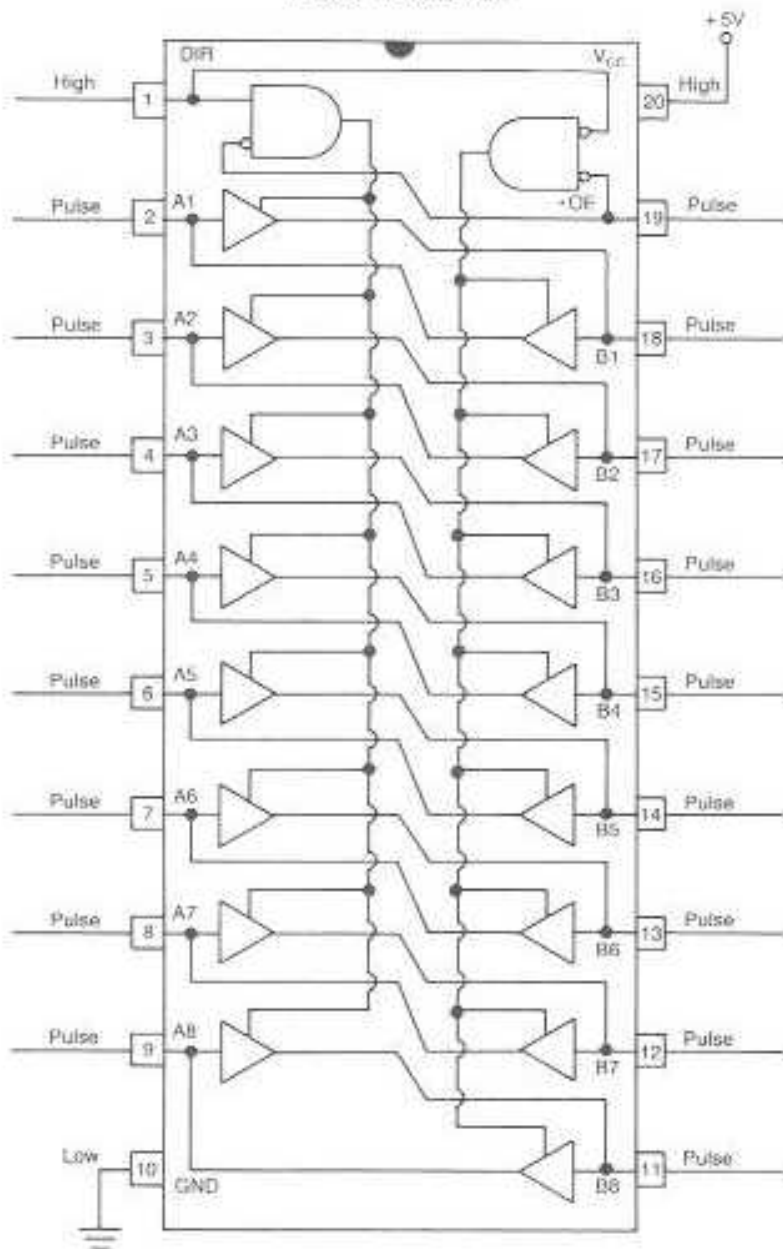 +5V
DIR
VCC
High 1
20 High
+OE
Pulse 2 A1
19 Pulse
Pulse 3 A2
B1 18 Pulse
Pulse 4 A3
B2 17 Pulse
Pulse 5 A4
B3 16 Pulse
Pulse 6 A5
B4 15 Pulse
Pulse 7 A6
B5 14 Pulse
Pulse 8 A7
B6 13 Pulse
Pulse 9 A8
B7 12 Pulse
Low 10 GND
B8 11 Pulse